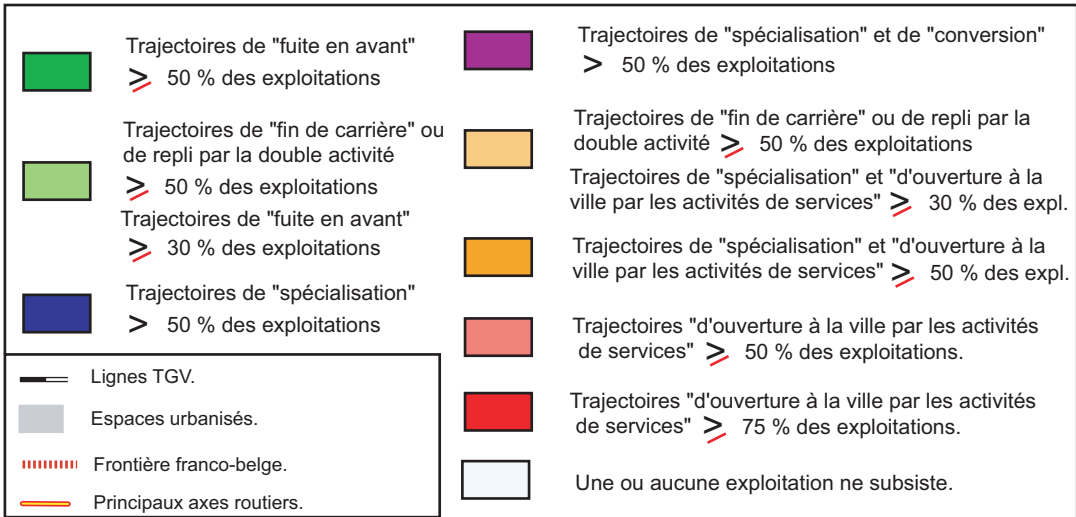 Trajectoires de "fuite en avant"
≥ 50 % des exploitations
Trajectoires de "fin de carrière" ou
de repli par la double activité
≥ 50 % des exploitations
Trajectoires de "fuite en avant"
≥ 30 % des exploitations
Trajectoires de "spécialisation"
> 50 % des exploitations
Lignes TGV.
Espaces urbanisés.
Frontière franco-belge.
Principaux axes routiers.
Trajectoires de "spécialisation" et de "conversion"
> 50 % des exploitations
Trajectoires de "fin de carrière" ou de repli par la
double activité ≥ 50 % des exploitations
Trajectoires de "spécialisation" et "d'ouverture à la
ville par les activités de services" ≥ 30 % des expl.
Trajectoires de "spécialisation" et "d'ouverture à la
ville par les activités de services" ≥ 50 % des expl.
Trajectoires "d'ouverture à la ville par les activités
de services" ≥ 50 % des exploitations.
Trajectoires "d'ouverture à la ville par les activités
de services" ≥ 75 % des exploitations.
Une ou aucune exploitation ne subsiste.